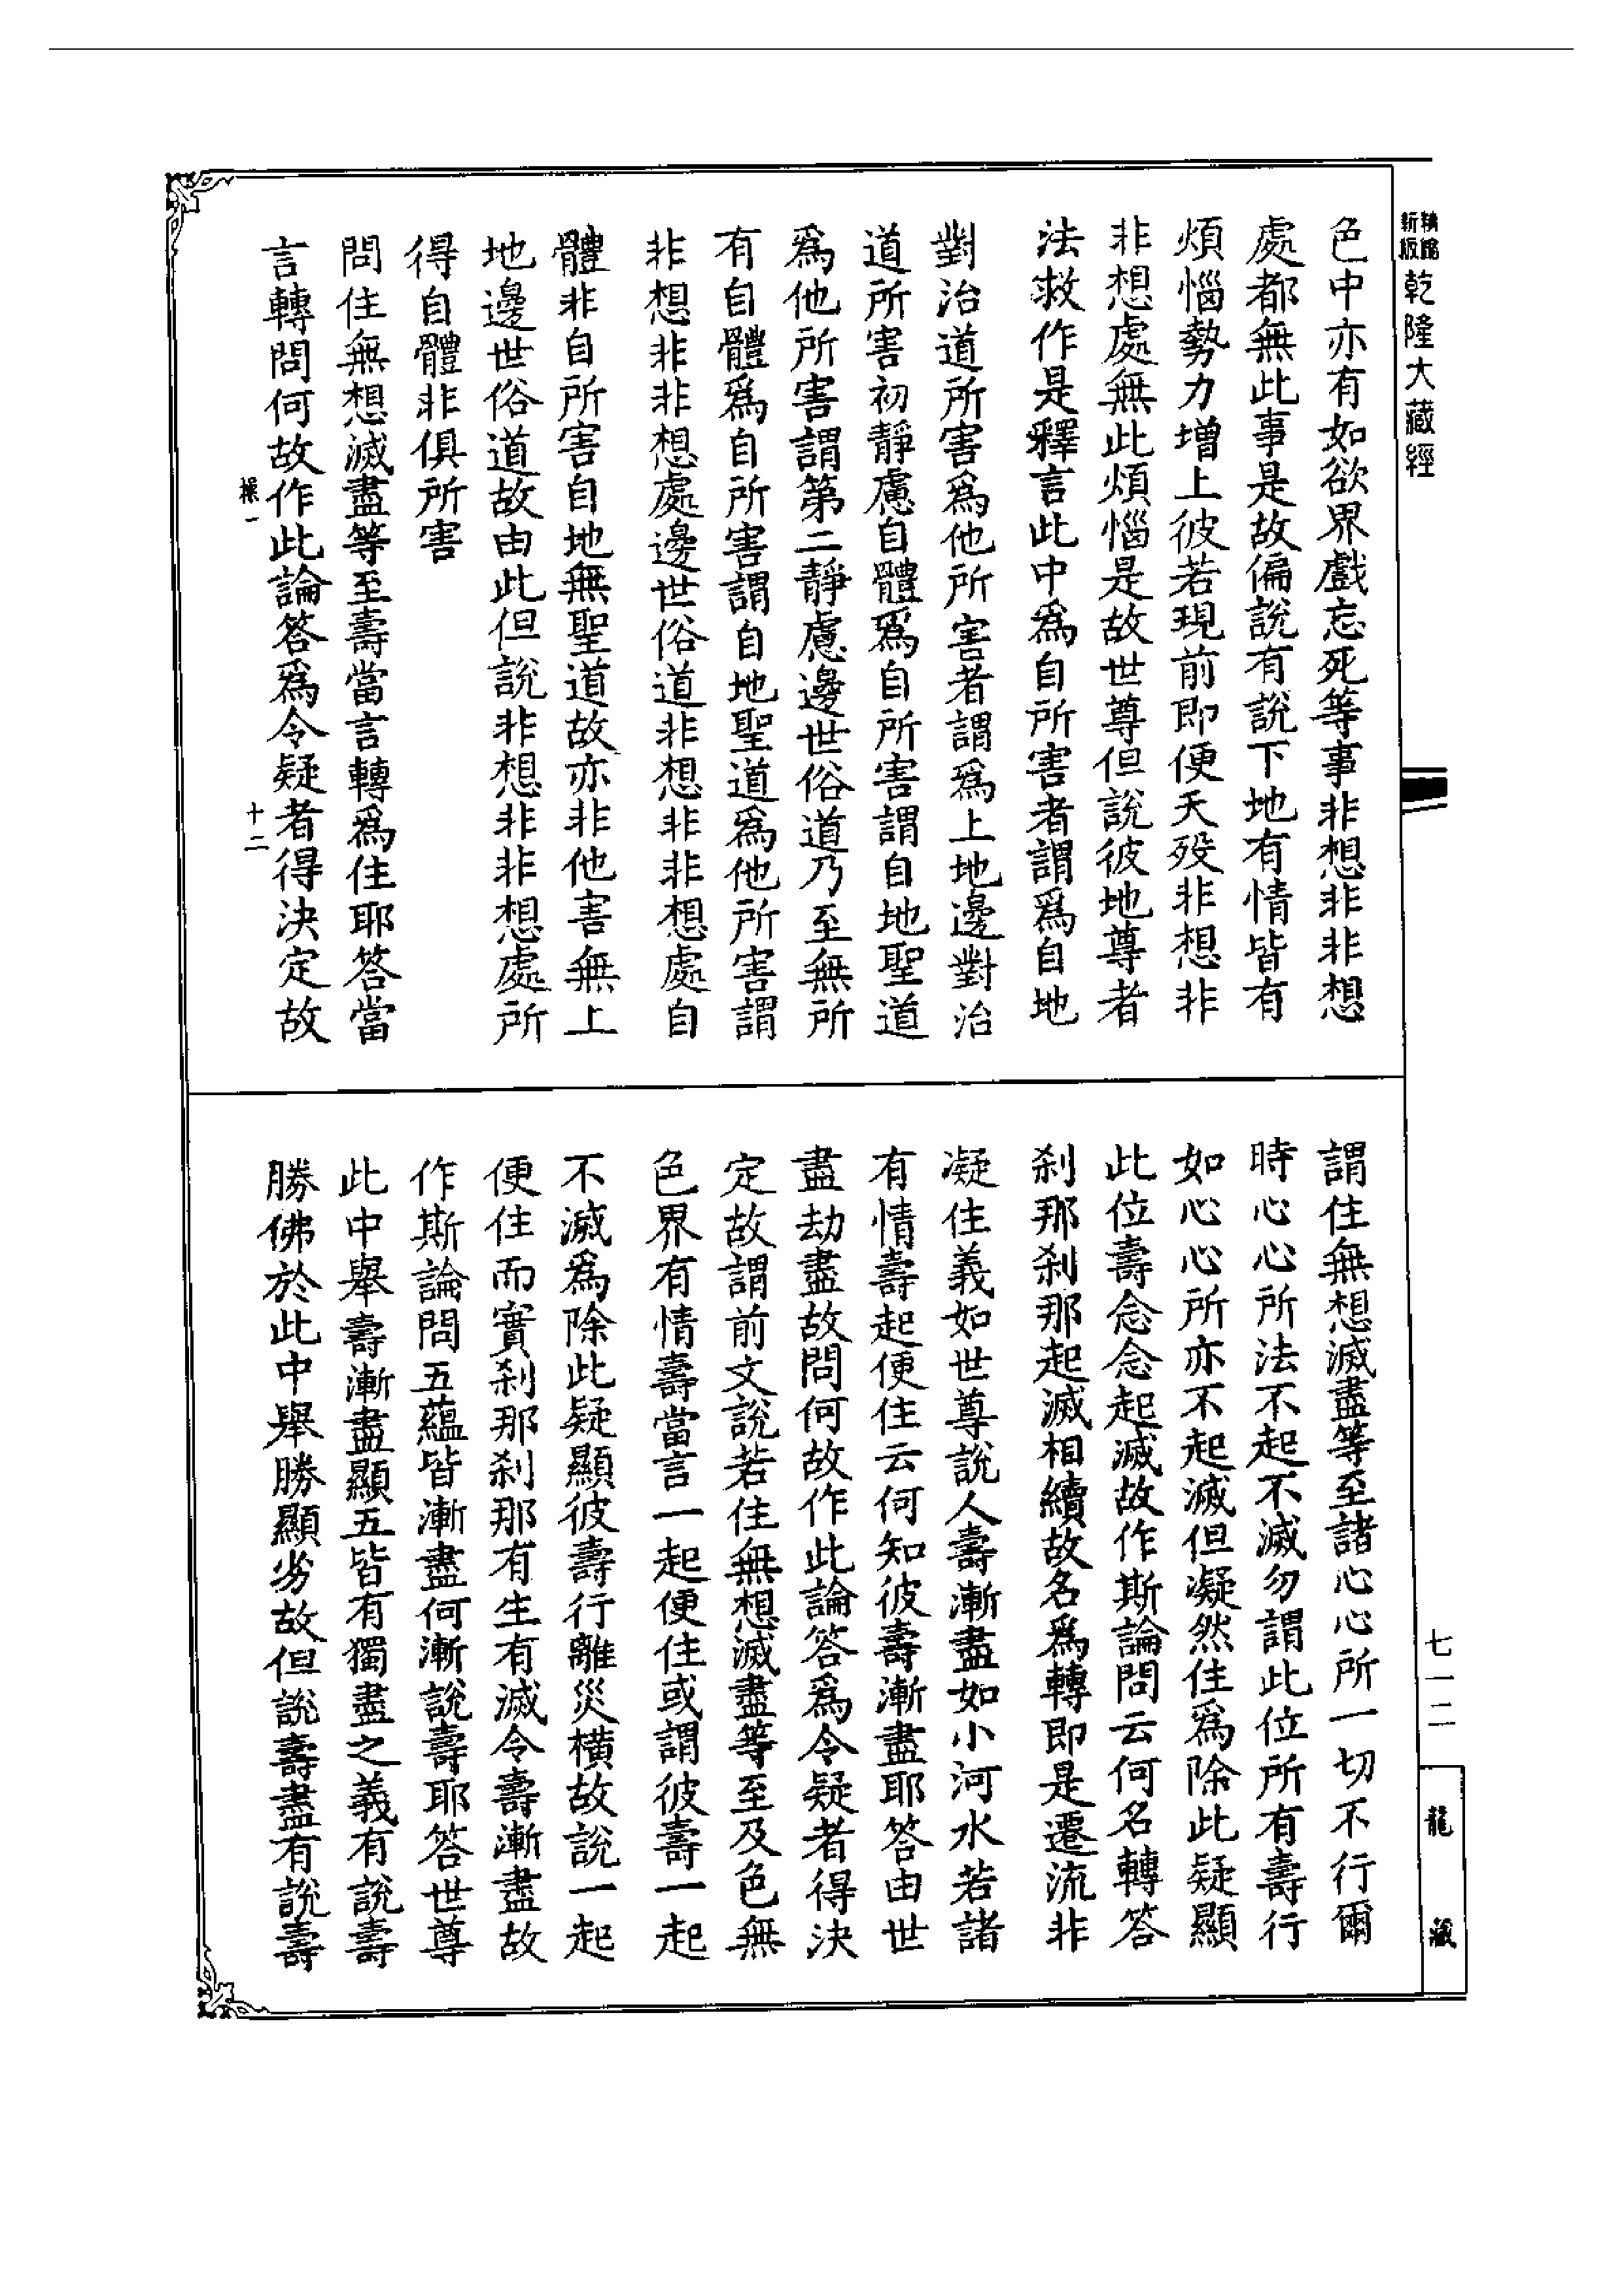 精縮新版
乾隆大藏經
色中亦有如欲界戲忘死等事非想非非想
處都無此事是故偏說有說下地有情皆有
煩惱勢力增上彼若現前即便夭歿非想非
非想處無此煩惱是故世尊但說彼地尊者
法救作是釋言此中爲自所害者謂爲自地
對治道所害爲他所害者謂爲上地邊對治
道所害初靜慮自體爲自所害謂自地聖道
爲他所害謂第二靜慮邊世俗道乃至無所
有自體爲自所害謂自地聖道爲他所害謂
非想非非想處邊世俗道非想非非想處自
體非自所害自地無聖道故亦非他害無上
地邊世俗道故由此但說非想非非想處所
得自體非俱所害
問住無想滅盡等至壽當言轉爲住耶答當
言轉問何故作此論答爲令疑者得決定故
操一
十二
謂住無想滅盡等至諸心心所一切不行爾
時心心所法不起不滅勿謂此位所有壽行
如心心所亦不起滅但凝然住爲除此疑顯
此位壽念念起滅故作斯論問云何名轉答
剎那剎那起滅相續故名爲轉即是遷流非
凝住義如世尊說人壽漸盡如小河水若諸
有情壽起便住云何知彼壽漸盡耶答由世
盡劫盡故問何故作此論答爲令疑者得決
定故謂前文說若住無想滅盡等至及色無
色界有情壽當言一起便住或謂彼壽一起
不滅爲除此疑顯彼壽行離災橫故說一起
便住而實剎那剎那有生有滅令壽漸盡故
作斯論問五蘊皆漸盡何漸說壽耶答世尊
此中舉壽漸盡顯五皆有獨盡之義有說壽
勝佛於此中舉勝顯劣故但說壽盡有說壽
七一二
龍藏